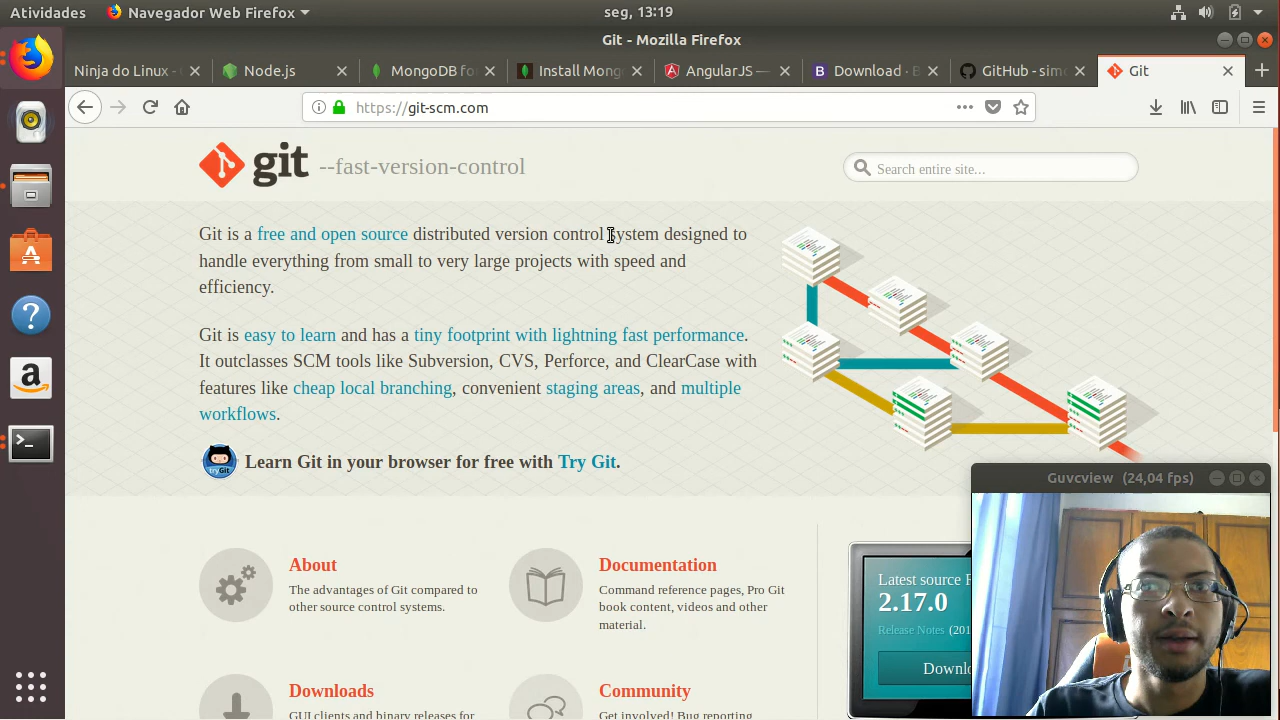 Atividades
Navegador Web Firefox
seg, 13:19
Git - Mozilla Firefox
Ninja do Linux -
Node.js
MongoDB fo
Install Mong
AngularJS —
Download · B
GitHub - sim
Git
https://git-scm.com
git --fast-version-control
Search entire site...
Git is a free and open source distributed version control system designed to
handle everything from small to very large projects with speed and
efficiency.
Git is easy to learn and has a tiny footprint with lightning fast performance.
It outclasses SCM tools like Subversion, CVS, Perforce, and ClearCase with
features like cheap local branching, convenient staging areas, and multiple
workflows.
TryGit
Learn Git in your browser for free with Try Git.
Guvcview (24,04 fps)
About
The advantages of Git compared to
other source control systems.
Documentation
Command reference pages, Pro Git
book content, videos and other
material.
Latest source R
2.17.0
Release Notes (201
Downlo
Downloads
GUI clients and binary releases for
Community
Get involved! Bug reporting